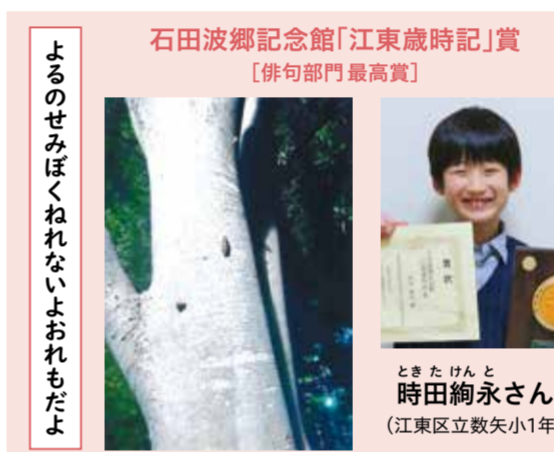 石田波郷記念館「江東歳時記」賞
[俳句部門 最高賞]
よるのせみぼくねれないよおれもだよ
賞状
とき た けん と
時田絢永さん
（江東区立数矢小1年